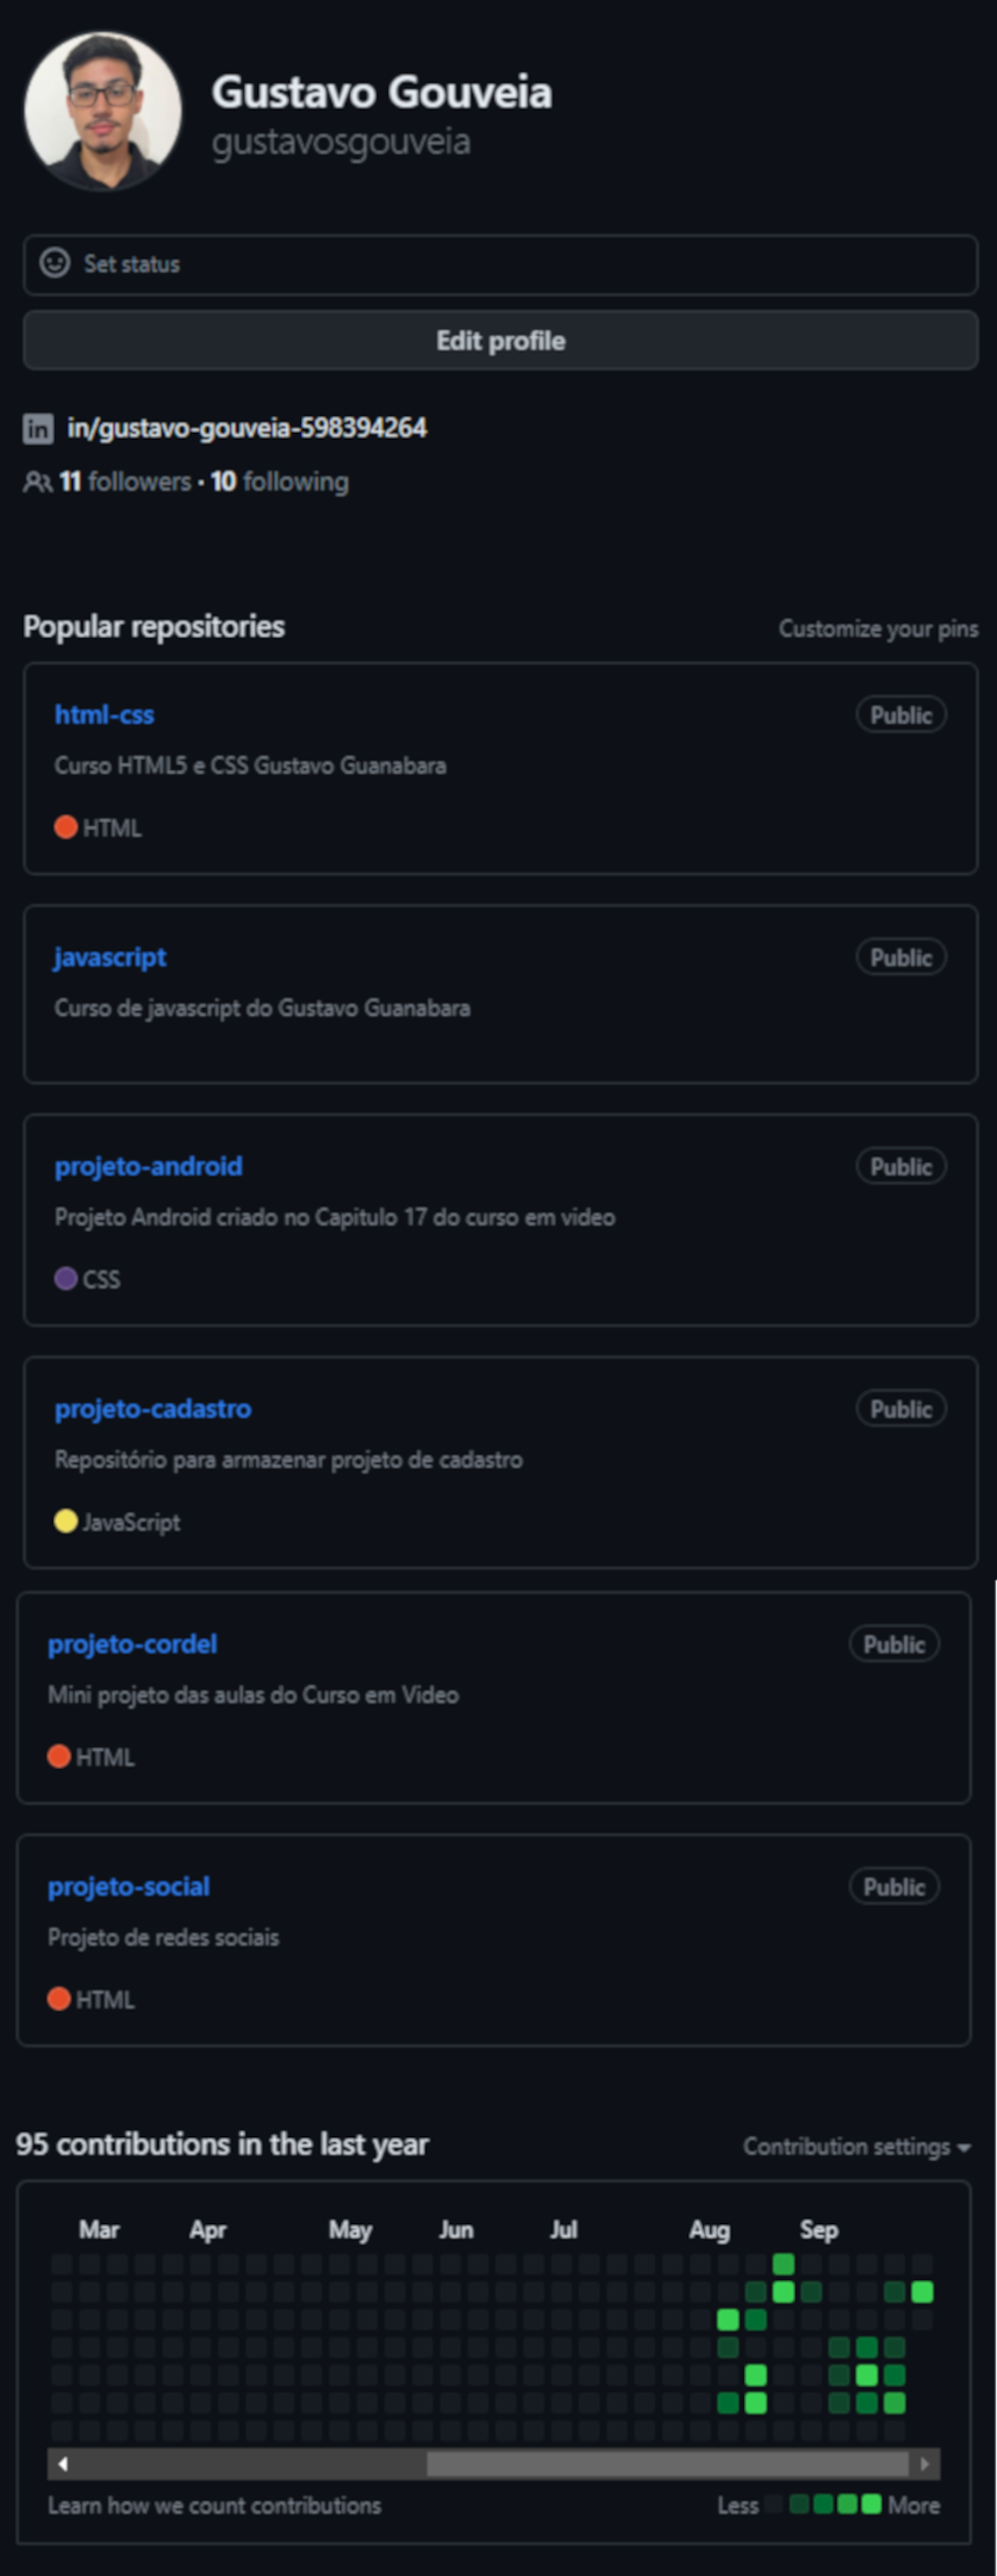 Gustavo Gouveia
gustavosgouveia
Set status
Edit profile
in/gustavo-gouveia-598394264
11 followers · 10 following
Popular repositories
Customize your pins
html-css
Public
Curso HTML5 e CSS Gustavo Guanabara
HTML
javascript
Public
Curso de javascript do Gustavo Guanabara
projeto-android
Public
Projeto Android criado no Capitulo 17 do curso em video
CSS
projeto-cadastro
Public
Repositório para armazenar projeto de cadastro
JavaScript
projeto-cordel
Public
Mini projeto das aulas do Curso em Video
HTML
projeto-social
Public
Projeto de redes sociais
HTML
95 contributions in the last year
Contribution settings
Mar Apr May Jun Jul Aug Sep
Learn how we count contributions
Less More